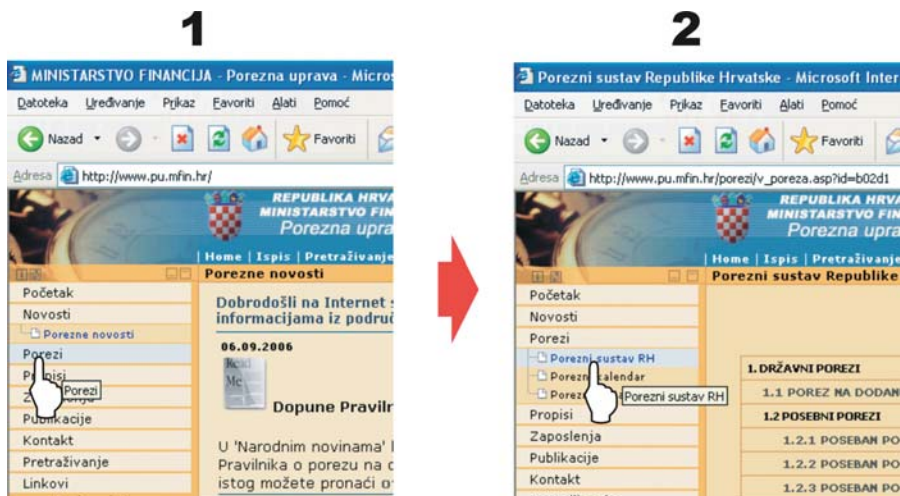 1
MINISTARSTVO FINANCIJA - Porezna uprava - Micros
Datoteka Uređivanje Prikaz Favoriti Alati Pomoć
Nazad Favoriti
Adresa http://www.pu.mfin.hr/
REPUBLIKA HRVA
MINISTARSTVO FIN
Porezna upra
| Home | Ispis | Pretraživanje
Porezne novosti
Početak
Novosti
Porezne novosti
Porezi
Porezi
Publikacije
Kontakt
Pretraživanje
Linkovi
Dobrodošli na Internet s
informacijama iz područ
06.09.2006
Read
Me
Dopune Pravilr
U 'Narodnim novinama'
Pravilnika o porezu na
istog možete pronaći
2
Porezni sustav Republike Hrvatske - Microsoft Inter
Datoteka Uređivanje Prikaz Favoriti Alati Pomoć
Nazad Favoriti
Adresa http://www.pu.mfin.hr/porezi/v_poreza.asp?id=b02d1
REPUBLIKA HRVA
MINISTARSTVO FIN
Porezna upra
| Home | Ispis | Pretraživanje
Porezni sustav Republike
Početak
Novosti
Porezi
Porezni sustav RH
Porezni kalendar
Porezni sustav RH
Propisi
Zaposlenja
Publikacije
Kontakt
1. DRŽAVNI POREZI
1.1 POREZ NA DODAN
1.2 POSEBNI POREZI
1.2.1 POSEBAN PO
1.2.2 POSEBAN PO
1.2.3 POSEBAN PO